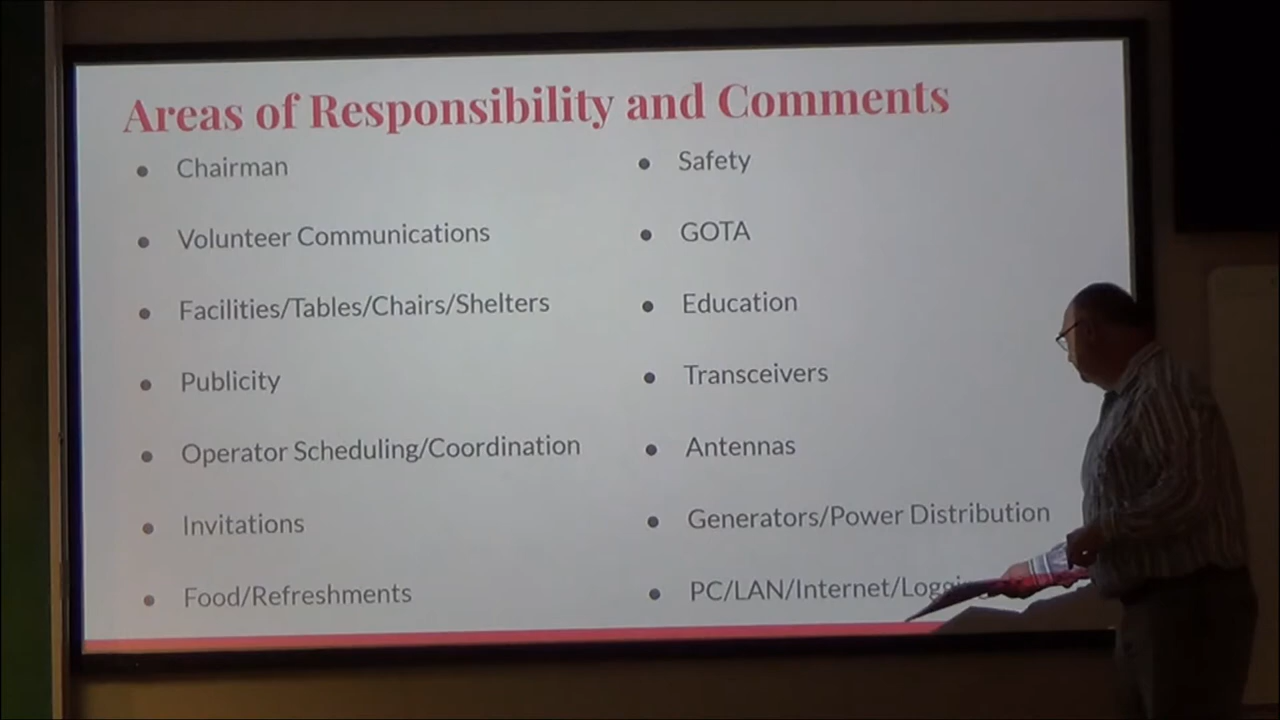 Areas of Responsibility and Comments
Chairman
Volunteer Communications
Facilities/Tables/Chairs/Shelters
Publicity
Operator Scheduling/Coordination
Invitations
Food/Refreshments
Safety
GOTA
Education
Transceivers
Antennas
Generators/Power Distribution
PC/LAN/Internet/